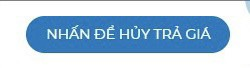 NHẤN ĐỂ HỦY TRẢ GIÁ